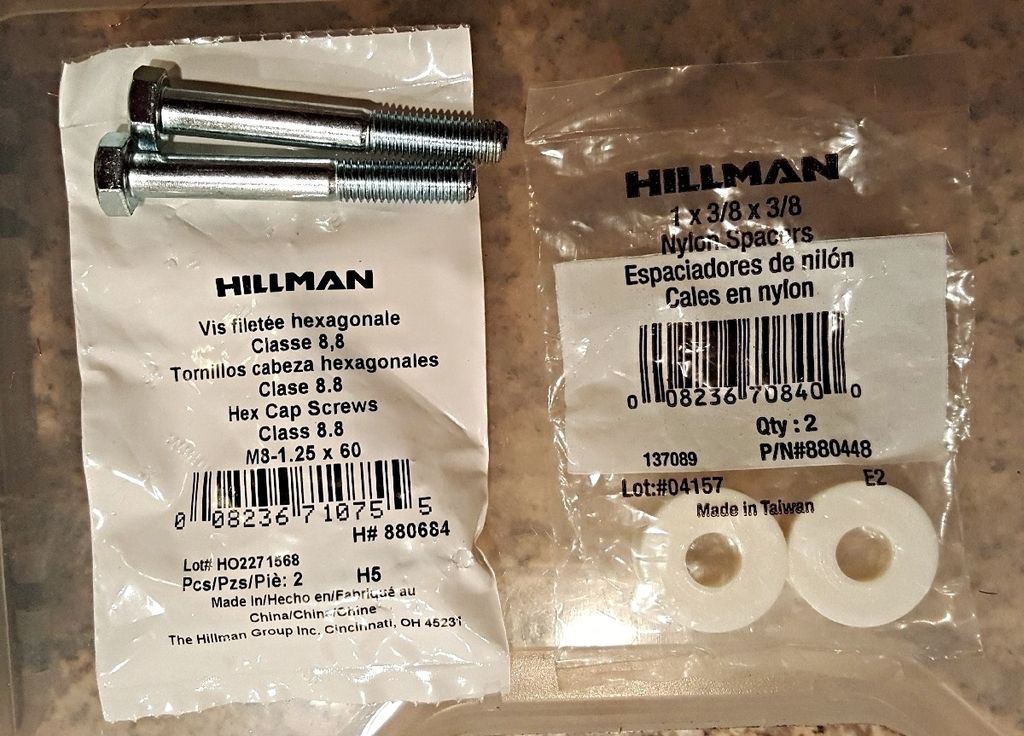 HILLMAN
Vis filetée hexagonale
Classe 8,8
Tornillos cabeza hexagonales
Clase 8.8
Hex Cap Screws
Class 8.8
M8-1.25 x 60
0 08236 71075 5
H# 880684
Lot# HO2271568
Pcs/Pzs/Piè: 2 H5
Made In/Hecho en/Fabriqué au
China/China/Chine
The Hillman Group Inc, Cincinnati, OH 45231
HILLMAN
1 x 3/8 x 3/8
Nylon Spacers
Espaciadores de nilón
Cales en nylon
0 08236 70840 0
Qty : 2
137089 P/N#880448
Lot:#04157 E2
Made in Taiwan